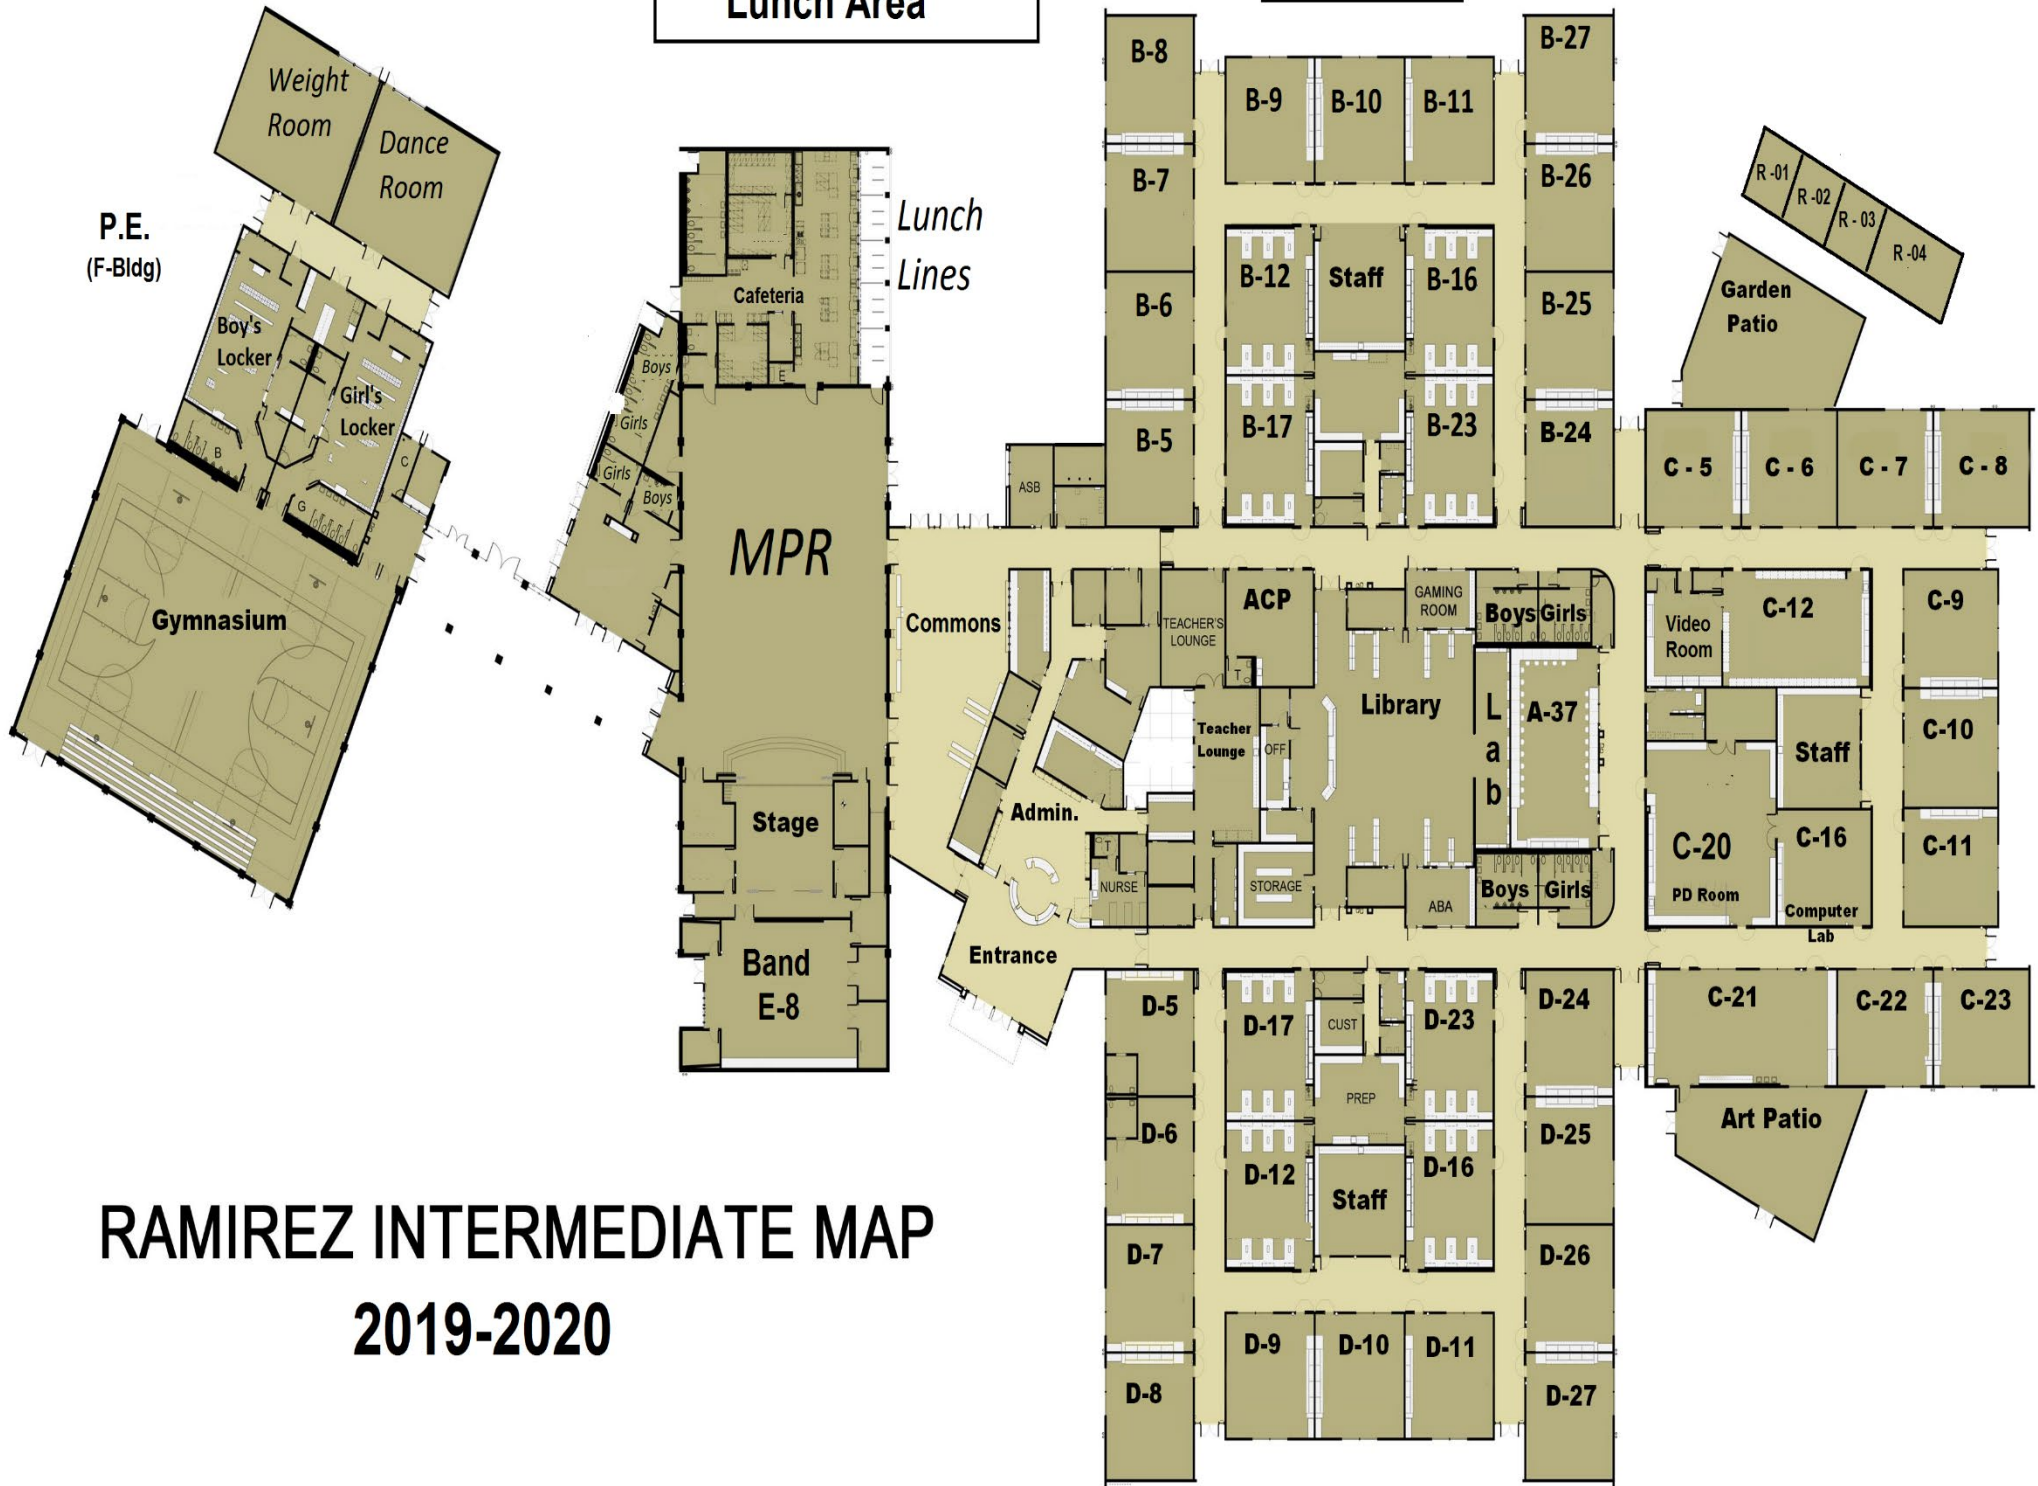 Lunch Area
Weight
Room
Dance
Room
P.E.
(F-Bldg)
Boy's
Locker
Girl's
Locker
B
G
C
Gymnasium
Cafeteria
E
Lunch
Lines
Boys
Girls
Girls
Boys
MPR
Stage
Band
E-8
Commons
Admin.
Entrance
NURSE
T
ASB
TEACHER'S
LOUNGE
ACP
T
Teacher
Lounge
OFF
STORAGE
Library
GAMING
ROOM
ABA
Lab
A-37
Boys
Girls
Boys
Girls
B-8
B-7
B-6
B-5
B-9
B-10
B-11
B-12
Staff
B-16
B-17
B-23
B-27
B-26
B-25
B-24
R -01
R -02
R - 03
R -04
Garden
Patio
C - 5
C - 6
C - 7
C - 8
Video
Room
C-12
C-9
C-10
C-11
Staff
C-20
PD Room
C-16
Computer
Lab
C-21
C-22
C-23
Art Patio
D-5
D-6
D-7
D-8
D-17
CUST
D-23
PREP
D-12
Staff
D-16
D-9
D-10
D-11
D-24
D-25
D-26
D-27
RAMIREZ INTERMEDIATE MAP
2019-2020